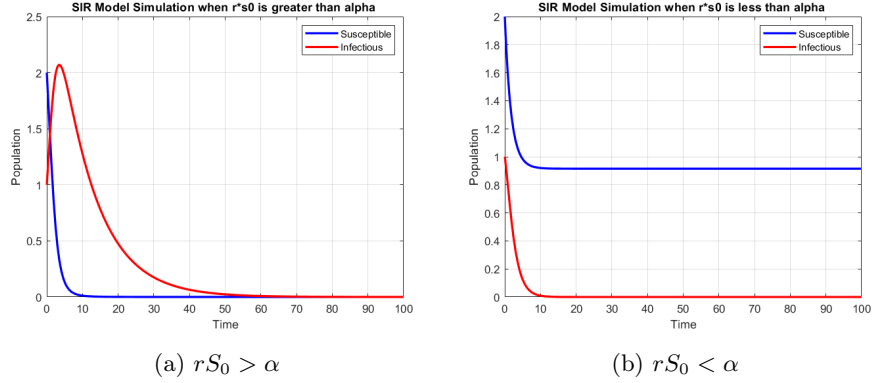 SIR Model Simulation when r*s0 is greater than alpha
Susceptible
Infectious
2.5
2
1.5
1
0.5
0
Population
0 10 20 30 40 50 60 70 80 90 100
Time
(a) rS₀ > α
SIR Model Simulation when r*s0 is less than alpha
Susceptible
Infectious
2
1.8
1.6
1.4
1.2
1
0.8
0.6
0.4
0.2
0
Population
0 10 20 30 40 50 60 70 80 90 100
Time
(b) rS₀ < α